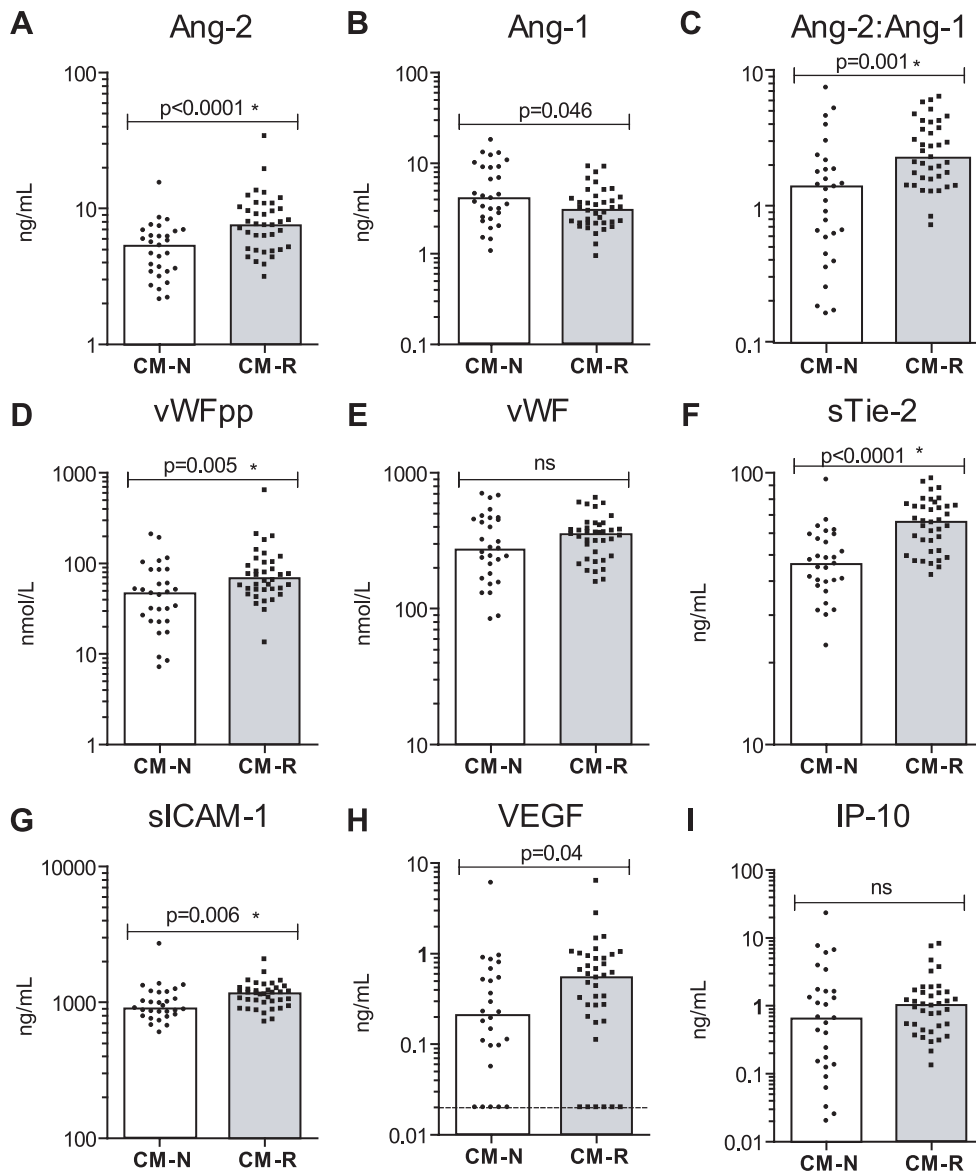 A Ang-2
100
10
1
ng/mL
p<0.0001 *
CM-N CM-R
B Ang-1
100
10
1
0.1
ng/mL
p=0.046
CM-N CM-R
C Ang-2:Ang-1
10
1
0.1
p=0.001 *
CM-N CM-R
D vWFpp
1000
100
10
1
nmol/L
p=0.005 *
CM-N CM-R
E vWF
1000
100
10
nmol/L
ns
CM-N CM-R
F sTie-2
100
10
ng/mL
p<0.0001 *
CM-N CM-R
G sICAM-1
10000
1000
100
ng/mL
p=0.006 *
CM-N CM-R
H VEGF
10
1
0.1
0.01
ng/mL
p=0.04
CM-N CM-R
I IP-10
100
10
1
0.1
0.01
ng/mL
ns
CM-N CM-R